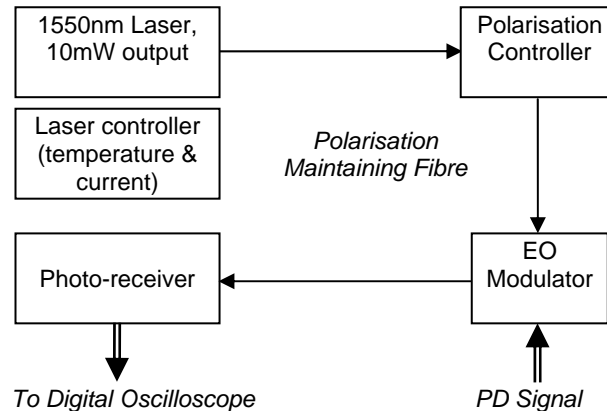 1550nm Laser,
10mW output
Polarisation
Controller
Laser controller
(temperature &
current)
Polarisation
Maintaining Fibre
Photo-receiver
EO
Modulator
To Digital Oscilloscope
PD Signal